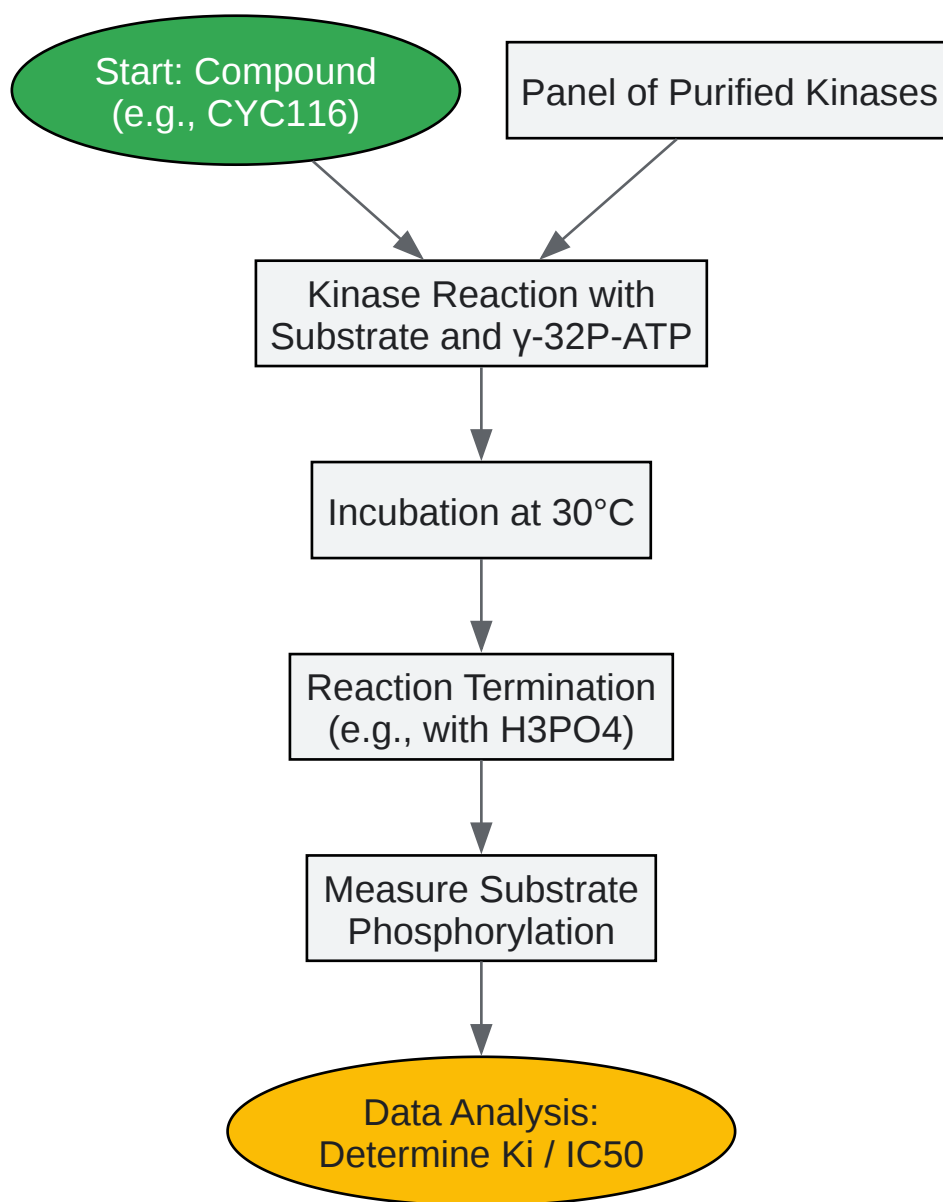 Start: Compound
(e.g., CYC116)
Panel of Purified Kinases
Kinase Reaction with
Substrate and γ-32P-ATP
Incubation at 30°C
Reaction Termination
(e.g., with H3PO4)
Measure Substrate
Phosphorylation
Data Analysis:
Determine Ki / IC50